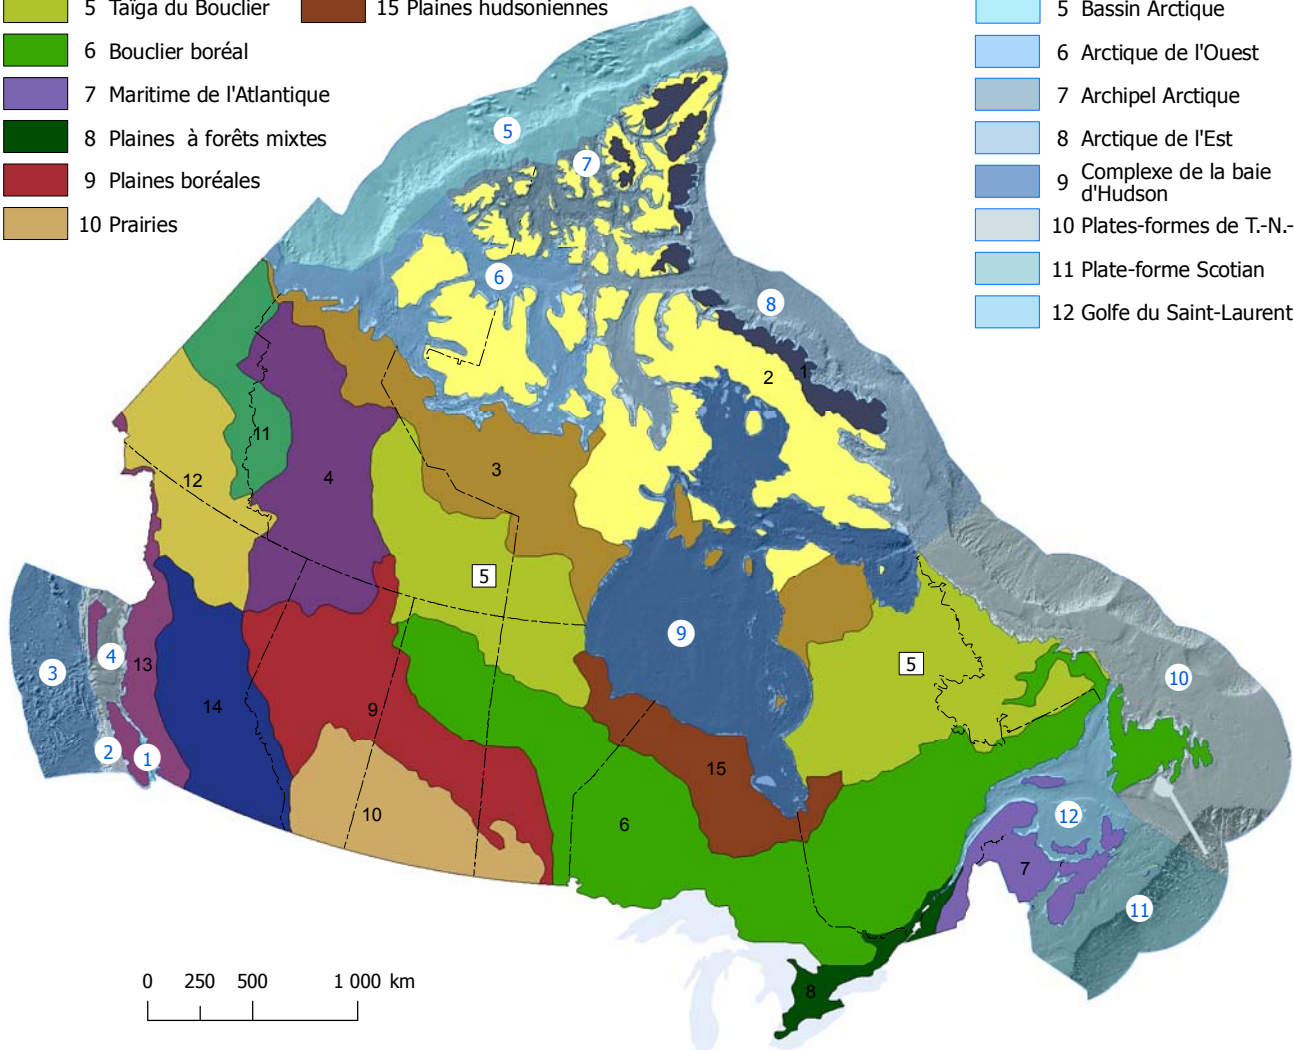 5 Taïga du Bouclier
15 Plaines hudsoniennes
6 Bouclier boréal
7 Maritime de l'Atlantique
8 Plaines à forêts mixtes
9 Plaines boréales
10 Prairies
5 Bassin Arctique
6 Arctique de l'Ouest
7 Archipel Arctique
8 Arctique de l'Est
9 Complexe de la baie
d'Hudson
10 Plates-formes de T.-N.-
11 Plate-forme Scotian
12 Golfe du Saint-Laurent
5
7
6
8
1
2
11
3
12
4
5
9
5
3
4
13
10
14
9
2
1
15
10
6
12
7
11
8
0 250 500 1 000 km